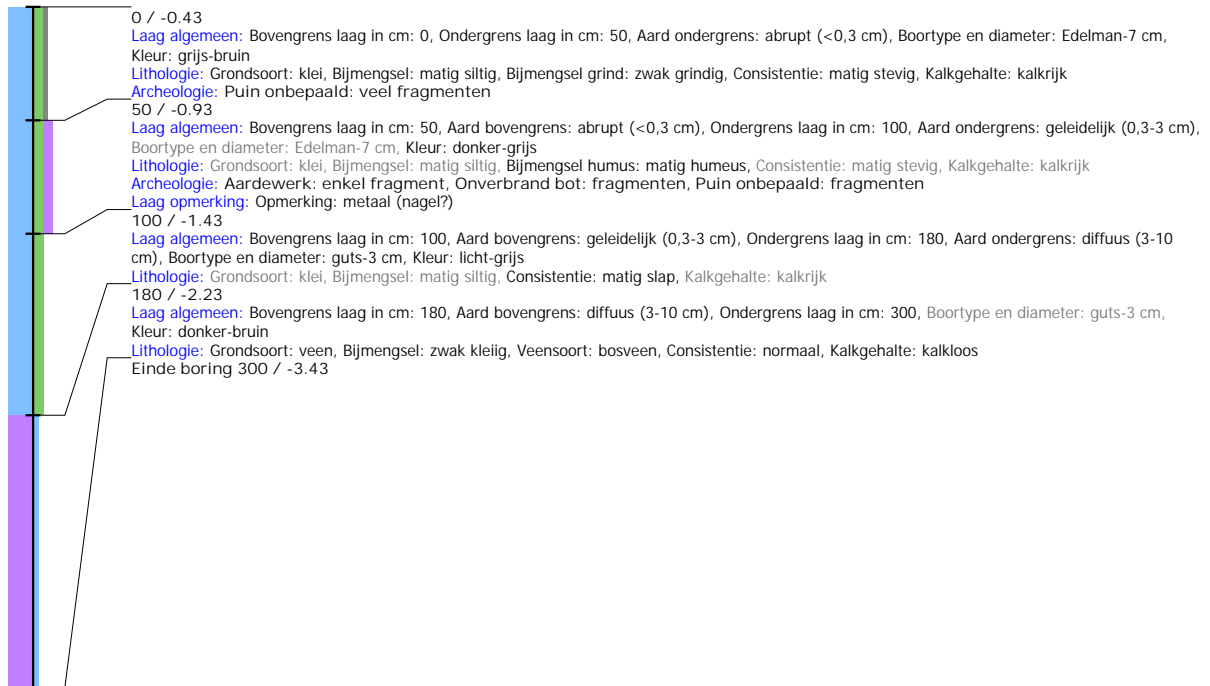 0 / -0.43
Laag algemeen: Bovengrens laag in cm: 0, Ondergrens laag in cm: 50, Aard ondergrens: abrupt (<0,3 cm), Boortype en diameter: Edelman-7 cm,
Kleur: grijs-bruin
Lithologie: Grondsoort: klei, Bijmengsel: matig siltig, Bijmengsel grind: zwak grindig, Consistentie: matig stevig, Kalkgehalte: kalkrijk
Archeologie: Puin onbepaald: veel fragmenten
50 / -0.93
Laag algemeen: Bovengrens laag in cm: 50, Aard bovengrens: abrupt (<0,3 cm), Ondergrens laag in cm: 100, Aard ondergrens: geleidelijk (0,3-3 cm),
Boortype en diameter: Edelman-7 cm, Kleur: donker-grijs
Lithologie: Grondsoort: klei, Bijmengsel: matig siltig, Bijmengsel humus: matig humeus, Consistentie: matig stevig, Kalkgehalte: kalkrijk
Archeologie: Aardewerk: enkel fragment, Onverbrand bot: fragmenten, Puin onbepaald: fragmenten
Laag opmerking: Opmerking: metaal (nagel?)
100 / -1.43
Laag algemeen: Bovengrens laag in cm: 100, Aard bovengrens: geleidelijk (0,3-3 cm), Ondergrens laag in cm: 180, Aard ondergrens: diffuus (3-10
cm), Boortype en diameter: guts-3 cm, Kleur: licht-grijs
Lithologie: Grondsoort: klei, Bijmengsel: matig siltig, Consistentie: matig slap, Kalkgehalte: kalkrijk
180 / -2.23
Laag algemeen: Bovengrens laag in cm: 180, Aard bovengrens: diffuus (3-10 cm), Ondergrens laag in cm: 300, Boortype en diameter: guts-3 cm,
Kleur: donker-bruin
Lithologie: Grondsoort: veen, Bijmengsel: zwak kleiig, Veensoort: bosveen, Consistentie: normaal, Kalkgehalte: kalkloos
Einde boring 300 / -3.43